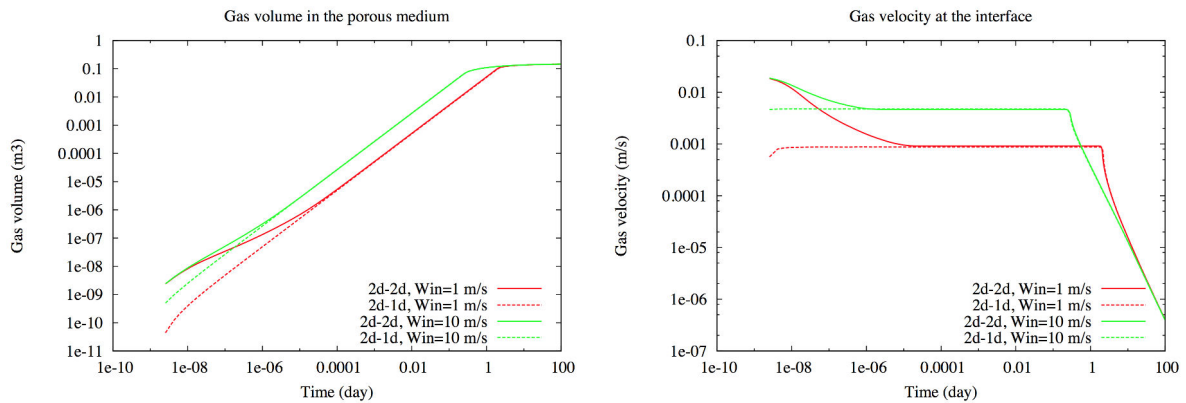 Gas volume in the porous medium
1
0.1
0.01
0.001
0.0001
1e-05
1e-06
1e-07
1e-08
1e-09
1e-10
1e-11
Gas volume (m3)
2d-2d, Win=1 m/s
2d-1d, Win=1 m/s
2d-2d, Win=10 m/s
2d-1d, Win=10 m/s
1e-10 1e-08 1e-06 0.0001 0.01 1 100
Time (day)
Gas velocity at the interface
0.1
0.01
0.001
0.0001
1e-05
1e-06
1e-07
Gas velocity (m/s)
2d-2d, Win=1 m/s
2d-1d, Win=1 m/s
2d-2d, Win=10 m/s
2d-1d, Win=10 m/s
1e-10 1e-08 1e-06 0.0001 0.01 1 100
Time (day)